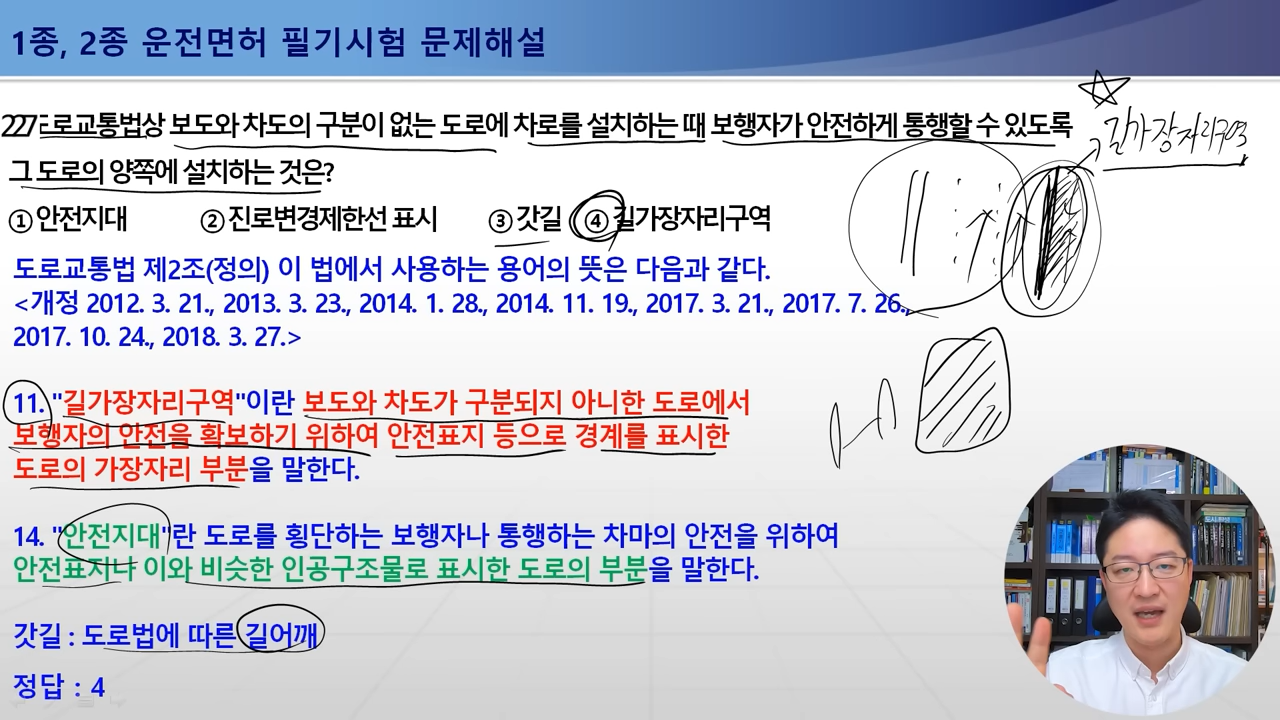 1종, 2종 운전면허 필기시험 문제해설
227 도로교통법상 보도와 차도의 구분이 없는 도로에 차로를 설치하는 때 보행자가 안전하게 통행할 수 있도록
그 도로의 양쪽에 설치하는 것은?
① 안전지대 ② 진로변경제한선 표시 ③ 갓길 ④ 길가장자리구역
길가장자리구역
도로교통법 제2조(정의) 이 법에서 사용하는 용어의 뜻은 다음과 같다.
<개정 2012. 3. 21., 2013. 3. 23., 2014. 1. 28., 2014. 11. 19., 2017. 3. 21., 2017. 7. 26.,
2017. 10. 24., 2018. 3. 27.>
11. "길가장자리구역"이란 보도와 차도가 구분되지 아니한 도로에서
보행자의 안전을 확보하기 위하여 안전표지 등으로 경계를 표시한
도로의 가장자리 부분을 말한다.
14. "안전지대"란 도로를 횡단하는 보행자나 통행하는 차마의 안전을 위하여
안전표지나 이와 비슷한 인공구조물로 표시한 도로의 부분을 말한다.
갓길 : 도로법에 따른 길어깨
정답 : 4